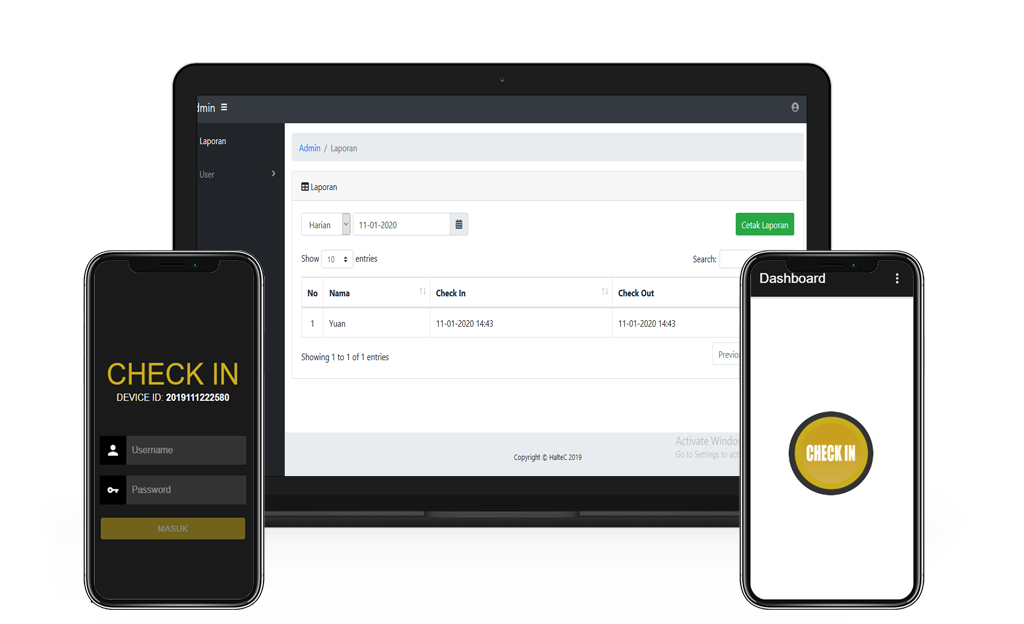 dmin
Laporan
User
Admin / Laporan
Laporan
Harian 11-01-2020 Cetak Laporan
Show 10 entries Search:
No Nama Check In Check Out
1 Yuan 11-01-2020 14:43 11-01-2020 14:43
Showing 1 to 1 of 1 entries Previo
Activate Windo
Go to Settings to act
Copyright © HalteC 2019
CHECK IN
DEVICE ID: 2019111222580
Username
Password
MASUK
Dashboard
CHECK IN